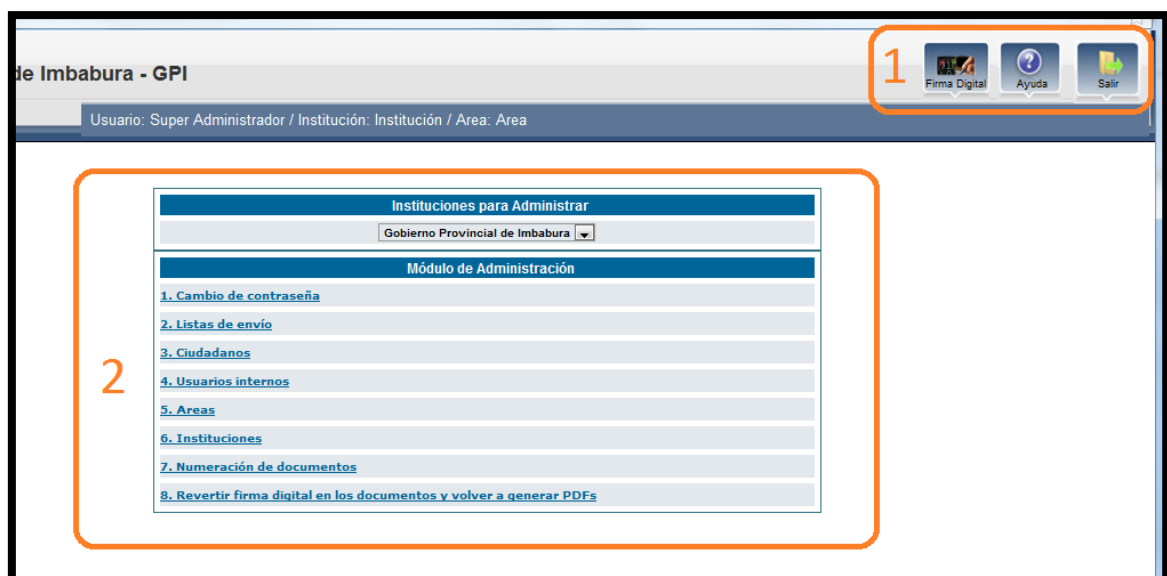 de Imbabura - GPI
1
Firma Digital
Ayuda
Salir
Usuario: Super Administrador / Institución: Institución / Area: Area
2
Instituciones para Administrar
Gobierno Provincial de Imbabura
Módulo de Administración
1. Cambio de contraseña
2. Listas de envío
3. Ciudadanos
4. Usuarios internos
5. Areas
6. Instituciones
7. Numeración de documentos
8. Revertir firma digital en los documentos y volver a generar PDFs